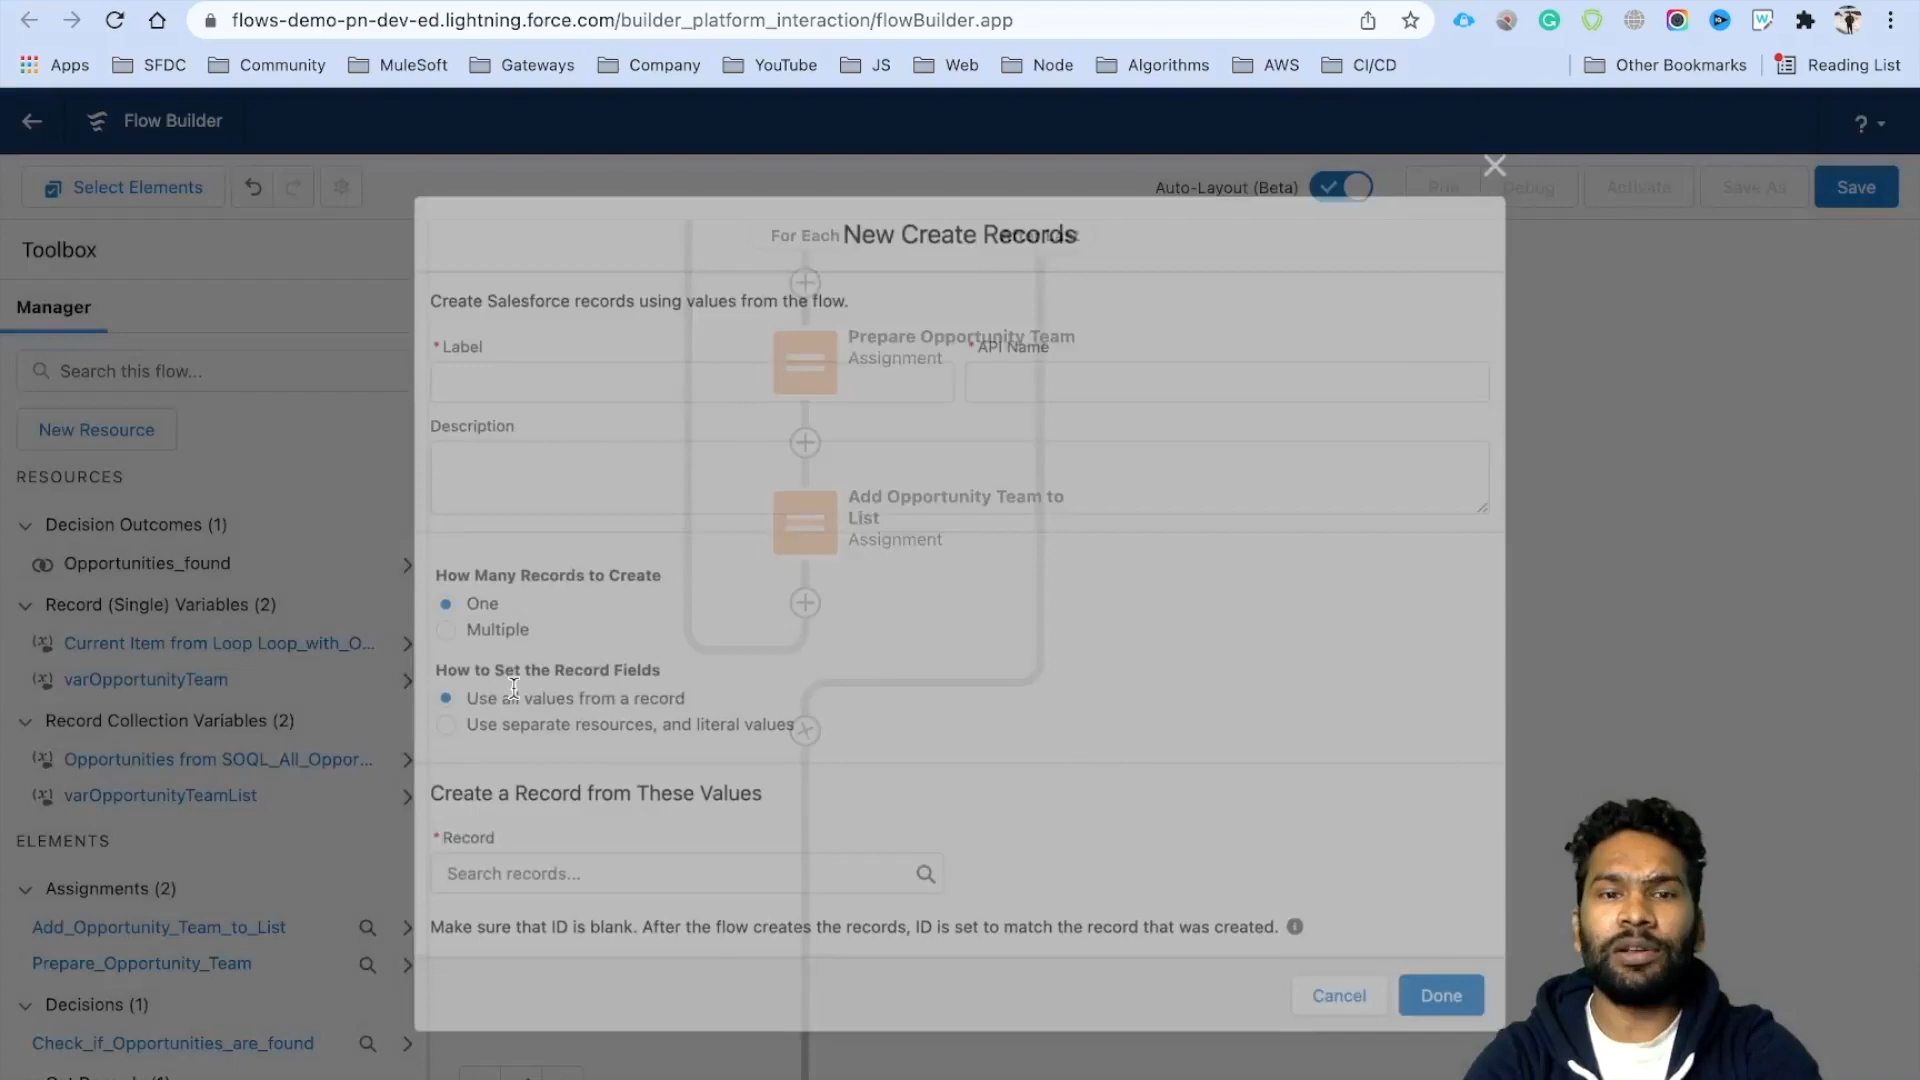 flows-demo-pn-dev-ed.lightning.force.com/builder_platform_interaction/flowBuilder.app
Apps SFDC Community MuleSoft Gateways Company YouTube JS Web Node Algorithms AWS CI/CD Other Bookmarks Reading List
Flow Builder ?
Select Elements Auto-Layout (Beta) Run Debug Activate Save As Save
Toolbox
Manager
Search this flow...
New Resource
RESOURCES
Decision Outcomes (1)
Opportunities_found
Record (Single) Variables (2)
Current Item from Loop Loop_with_O...
varOpportunityTeam
Record Collection Variables (2)
Opportunities from SOQL_All_Oppor...
varOpportunityTeamList
ELEMENTS
Assignments (2)
Add_Opportunity_Team_to_List
Prepare_Opportunity_Team
Decisions (1)
Check_if_Opportunities_are_found
For Each
New Create Records
Create Salesforce records using values from the flow.
Prepare Opportunity Team
Assignment
* Label
* API Name
Description
Add Opportunity Team to
List
Assignment
How Many Records to Create
One
Multiple
How to Set the Record Fields
Use all values from a record
Use separate resources, and literal values
Create a Record from These Values
* Record
Search records...
Make sure that ID is blank. After the flow creates the records, ID is set to match the record that was created.
Cancel Done